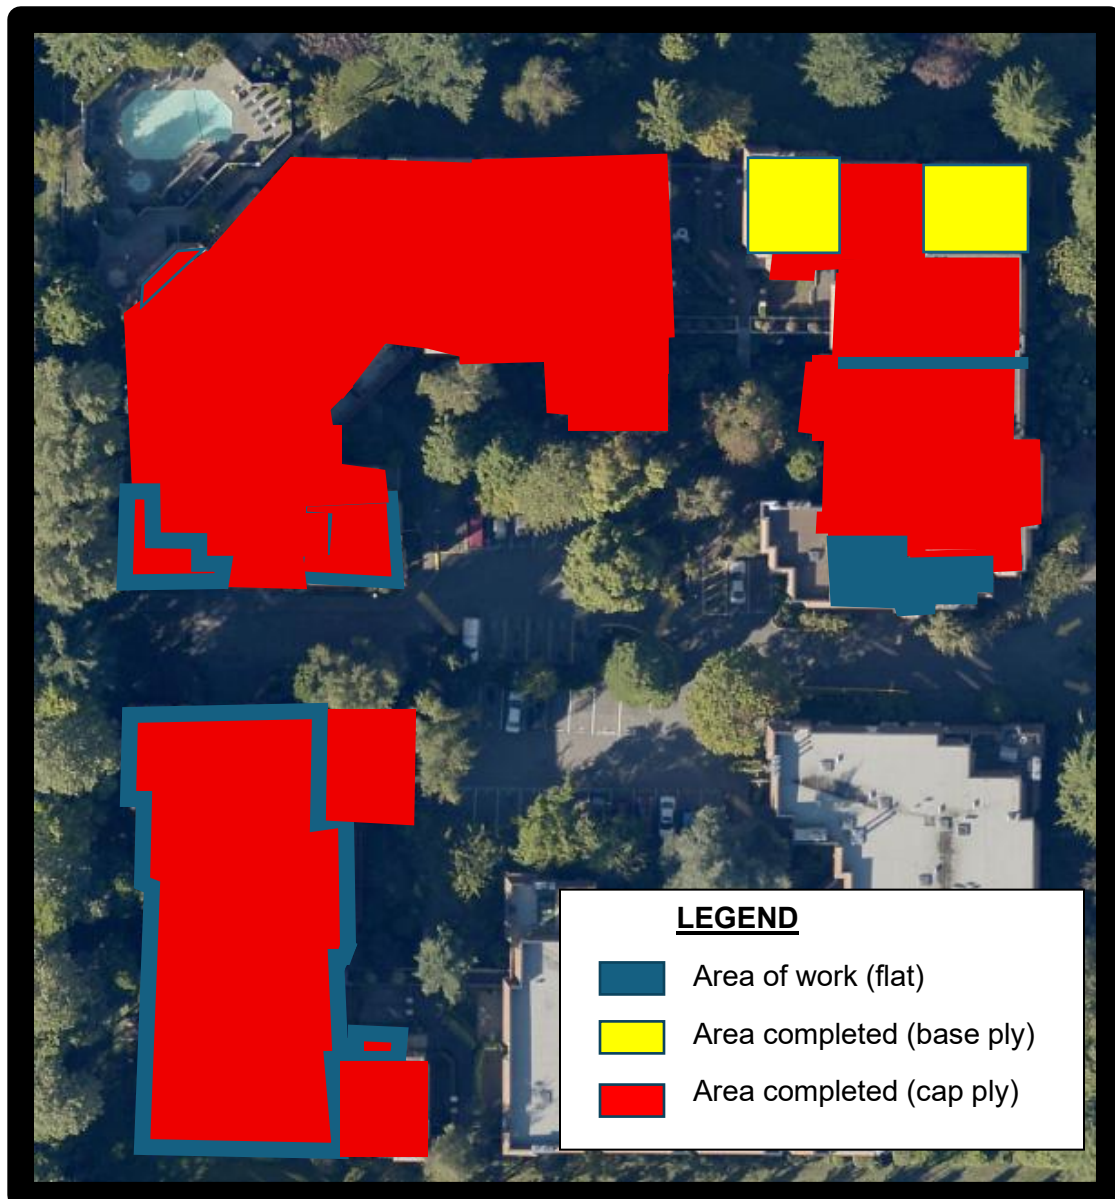 LEGEND
Area of work (flat)
Area completed (base ply)
Area completed (cap ply)